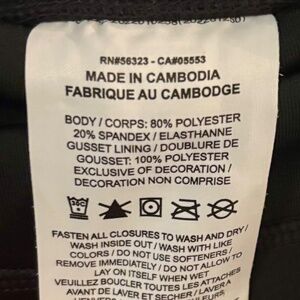 RN#56323 - CA#05553
MADE IN CAMBODIA
FABRIQUE AU CAMBODGE
BODY / CORPS: 80% POLYESTER
20% SPANDEX / ELASTHANNE
GUSSET LINING / DOUBLURE DE
GOUSSET: 100% POLYESTER
EXCLUSIVE OF DECORATION /
DECORATION NON COMPRISE
FASTEN ALL CLOSURES TO WASH AND DRY /
WASH INSIDE OUT / WASH WITH LIKE
COLORS / DO NOT USE SOFTENERS /
REMOVE IMMEDIATELY / DO NOT ALLOW TO
LAY ON ITSELF WHEN WET
VEUILLEZ BOUCLER TOUTES LES ATTACHES
AVANT DE LAVER ET SECHER / LAVER A